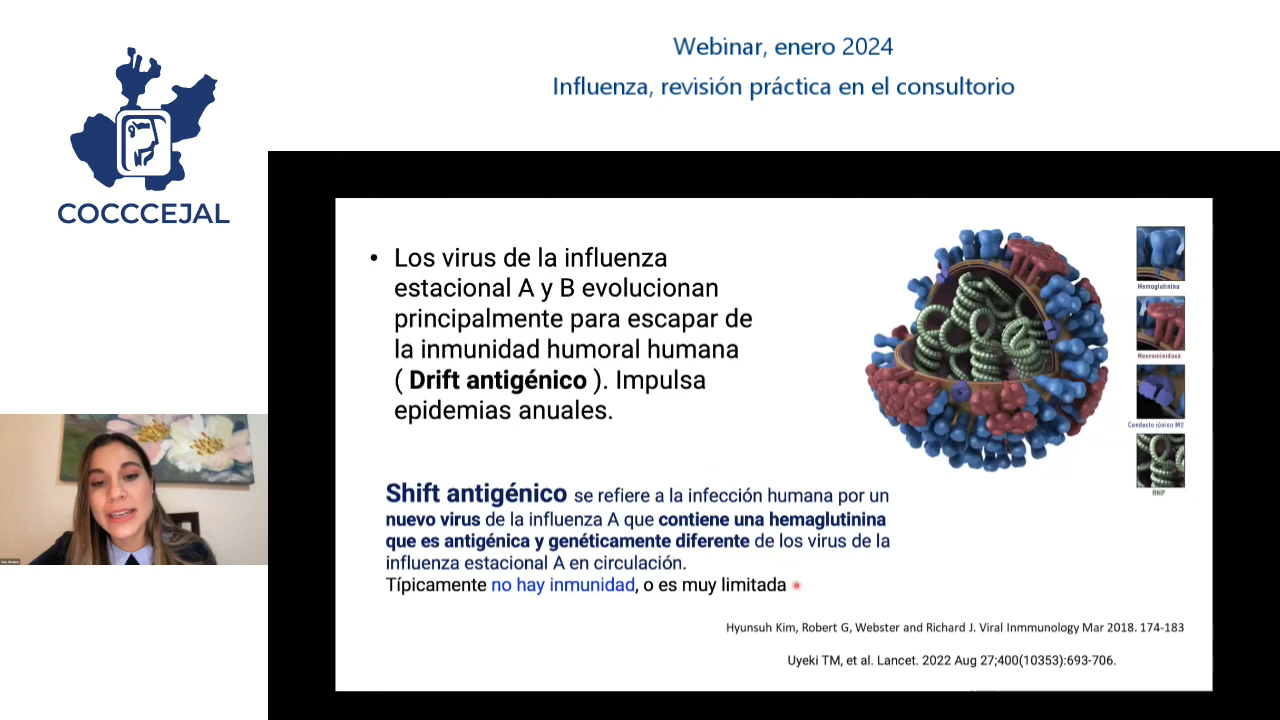 Webinar, enero 2024
Influenza, revisión práctica en el consultorio
COCCCEJAL
• Los virus de la influenza
estacional A y B evolucionan
principalmente para escapar de
la inmunidad humoral humana
( Drift antigénico ). Impulsa
epidemias anuales.
Hemoglutinina
Neuraminidasa
Conducto iónico M2
RNP
Shift antigénico se refiere a la infección humana por un
nuevo virus de la influenza A que contiene una hemaglutinina
que es antigénica y genéticamente diferente de los virus de la
influenza estacional A en circulación.
Típicamente no hay inmunidad, o es muy limitada
Hyunsuh Kim, Robert G, Webster and Richard J. Viral Inmmunology Mar 2018. 174-183
Uyeki TM, et al. Lancet. 2022 Aug 27;400(10353):693-706.